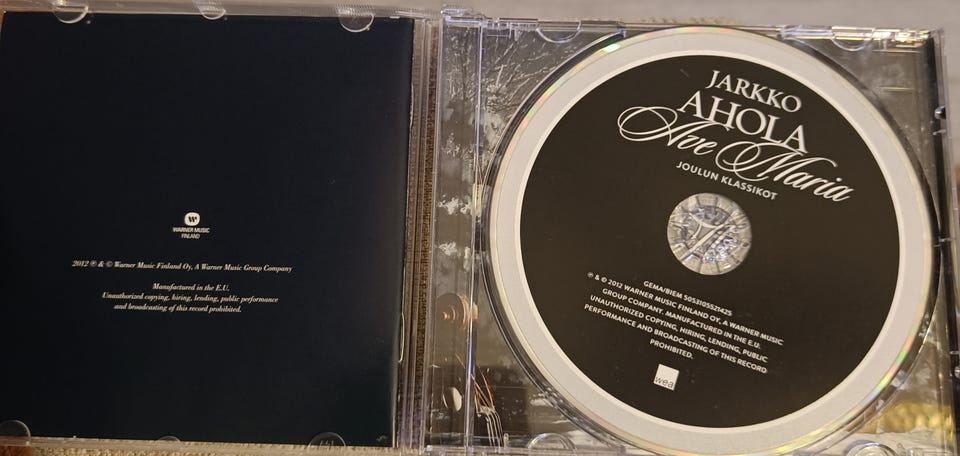 W
WARNER MUSIC
FINLAND
2012 ℗ & © Warner Music Finland Oy, A Warner Music Group Company
Manufactured in the E.U.
Unauthorized copying, hiring, lending, public performance
and broadcasting of this record prohibited.
JARKKO
AHOLA
Ave Maria
JOULUN KLASSIKOT
GEMA/BIEM 5053105521425
℗ & © 2012 WARNER MUSIC FINLAND OY, A WARNER MUSIC
GROUP COMPANY. MANUFACTURED IN THE E.U.
UNAUTHORIZED COPYING, HIRING, LENDING, PUBLIC
PERFORMANCE AND BROADCASTING OF THIS RECORD
PROHIBITED.
wea